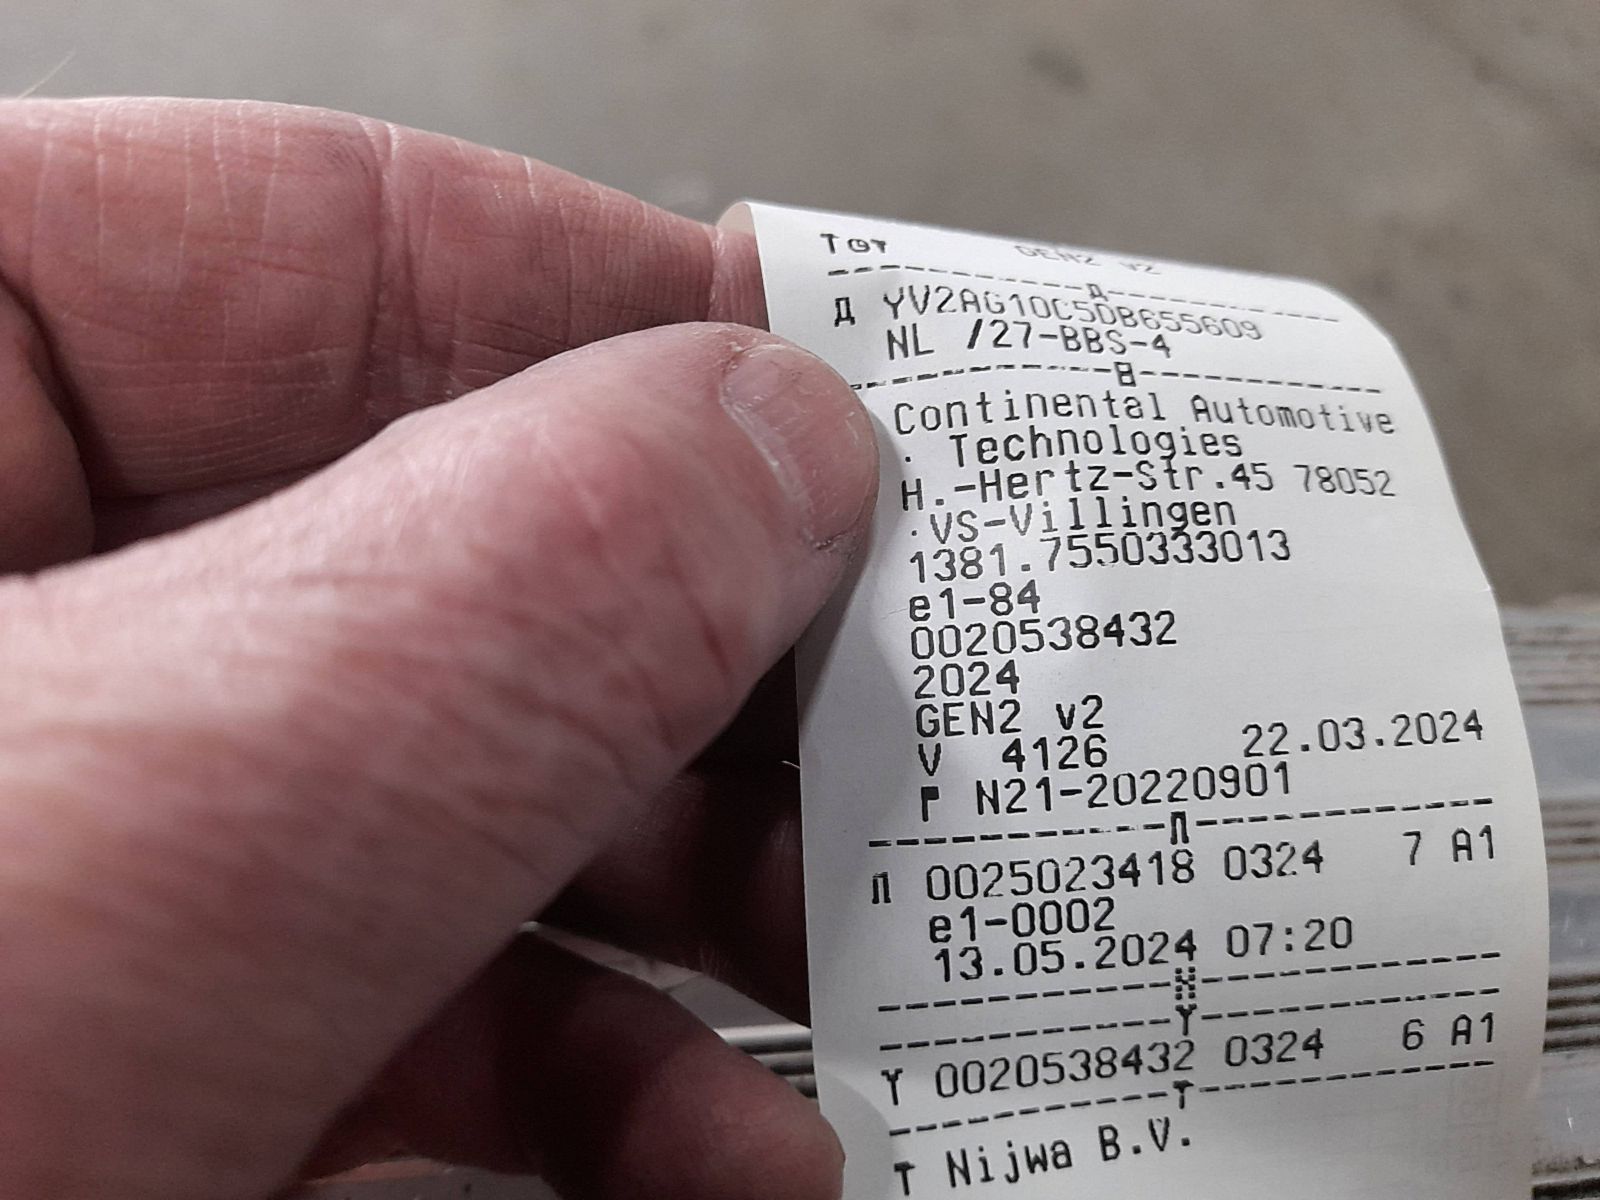 T⊙▼ GEN2 v2
YV2AG10C5DB655609
NL /27-BBS-4
Continental Automotive
. Technologies
H.-Hertz-Str.45 78052
.VS-Villingen
1381.7550333013
e1-84
0020538432
2024
GEN2 v2
V 4126 22.03.2024
N21-20220901
0025023418 0324 7 A1
e1-0002
13.05.2024 07:20
0020538432 0324 6 A1
T Nijwa B.V.